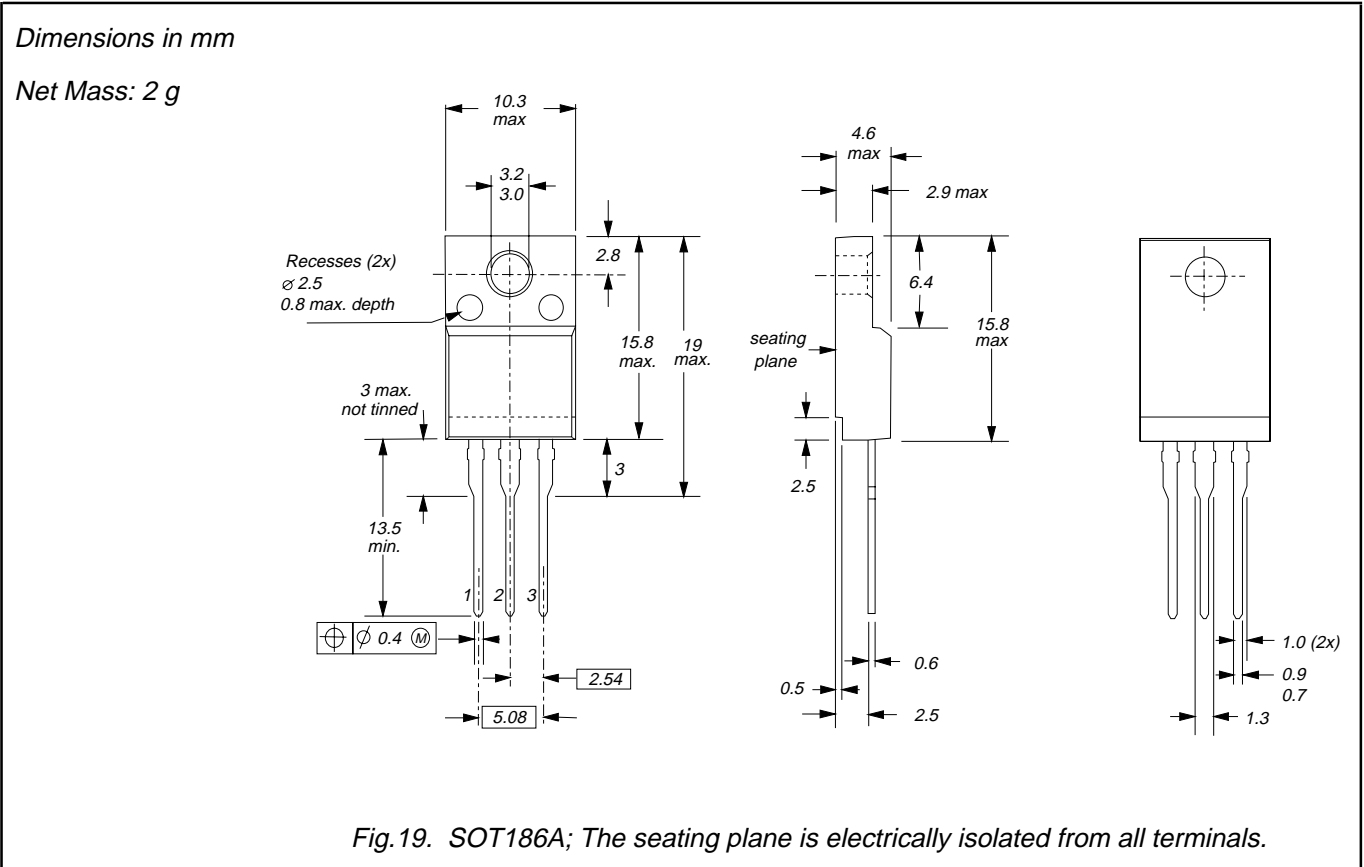 Dimensions in mm
Net Mass: 2 g
10.3
max
3.2
3.0
2.8
Recesses (2x)
⌀ 2.5
0.8 max. depth
15.8
max.
19
max.
3 max.
not tinned
3
13.5
min.
1 2 3
⌖ ⌀ 0.4 Ⓜ
2.54
5.08
4.6
max
2.9 max
6.4
15.8
max
seating
plane
2.5
0.6
0.5
2.5
1.0 (2x)
0.9
0.7
1.3
Fig.19. SOT186A; The seating plane is electrically isolated from all terminals.